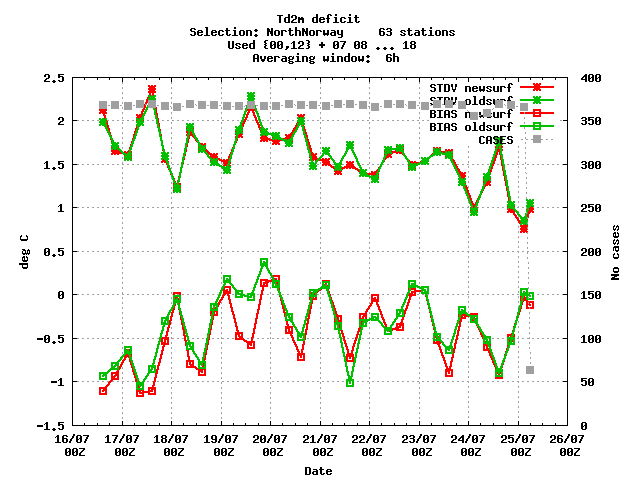 Td2m deficit
Selection: NorthNorway 63 stations
Used {00,12} + 07 08 ... 18
Averaging window: 6h
STDV newsurf
STDV oldsurf
BIAS newsurf
BIAS oldsurf
CASES
deg C
2.5
2
1.5
1
0.5
0
-0.5
-1
-1.5
400
350
300
250
200
150
100
50
0
No cases
16/07 17/07 18/07 19/07 20/07 21/07 22/07 23/07 24/07 25/07 26/07
00Z 00Z 00Z 00Z 00Z 00Z 00Z 00Z 00Z 00Z 00Z
Date